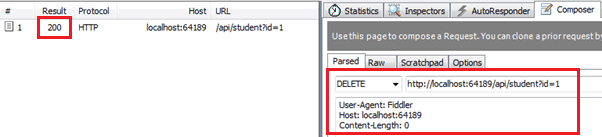 # Result Protocol Host URL
1 200 HTTP localhost:64189 /api/student?id=1
Statistics Inspectors AutoResponder Composer
Use this page to compose a Request. You can clone a prior request by
Parsed Raw Scratchpad Options
DELETE http://localhost:64189/api/student?id=1
User-Agent: Fiddler
Host: localhost:64189
Content-Length: 0